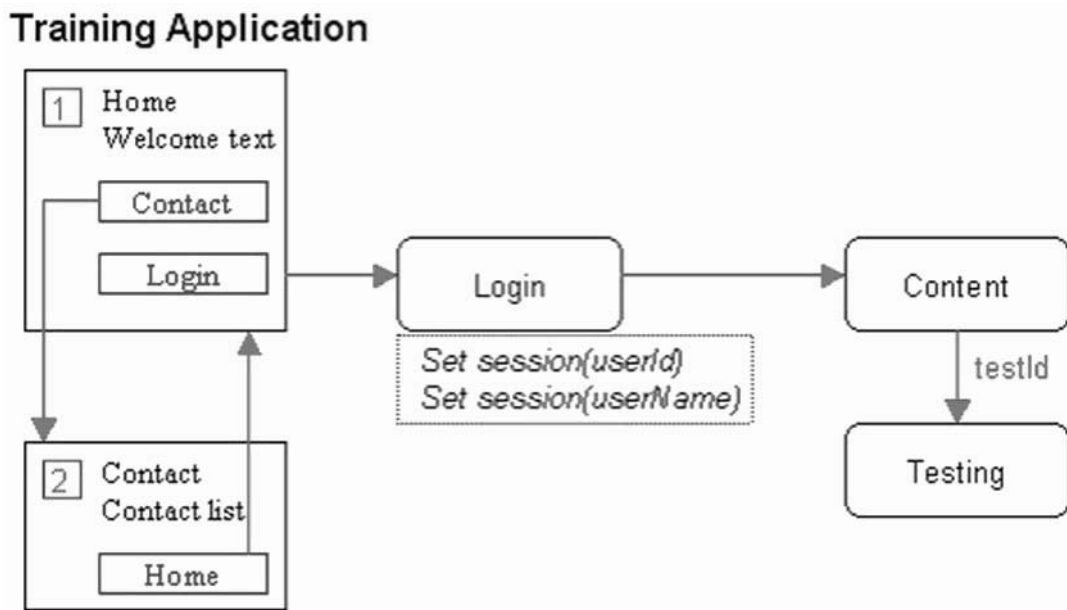 Training Application
1
Home
Welcome text
Contact
Login
Login
Set session(userId)
Set session(userName)
Content
testId
Testing
2
Contact
Contact list
Home